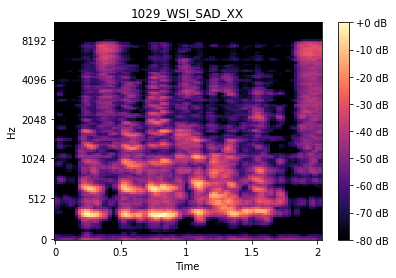 1029_WSI_SAD_XX
+0 dB
8192
-10 dB
4096
-20 dB
-30 dB
2048
Hz
-40 dB
1024
-50 dB
512
-60 dB
-70 dB
0
-80 dB
0
0.5
1
1.5
2
Time